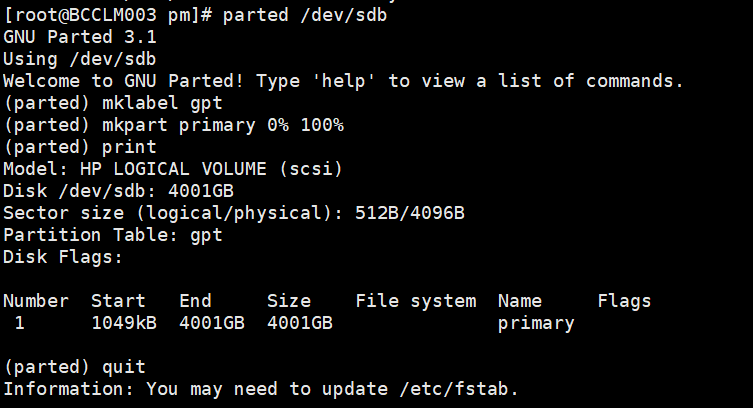 [root@BCCLM003 pm]# parted /dev/sdb
GNU Parted 3.1
Using /dev/sdb
Welcome to GNU Parted! Type 'help' to view a list of commands.
(parted) mklabel gpt
(parted) mkpart primary 0% 100%
(parted) print
Model: HP LOGICAL VOLUME (scsi)
Disk /dev/sdb: 4001GB
Sector size (logical/physical): 512B/4096B
Partition Table: gpt
Disk Flags:

Number  Start   End     Size    File system  Name     Flags
 1      1049kB  4001GB  4001GB               primary

(parted) quit
Information: You may need to update /etc/fstab.